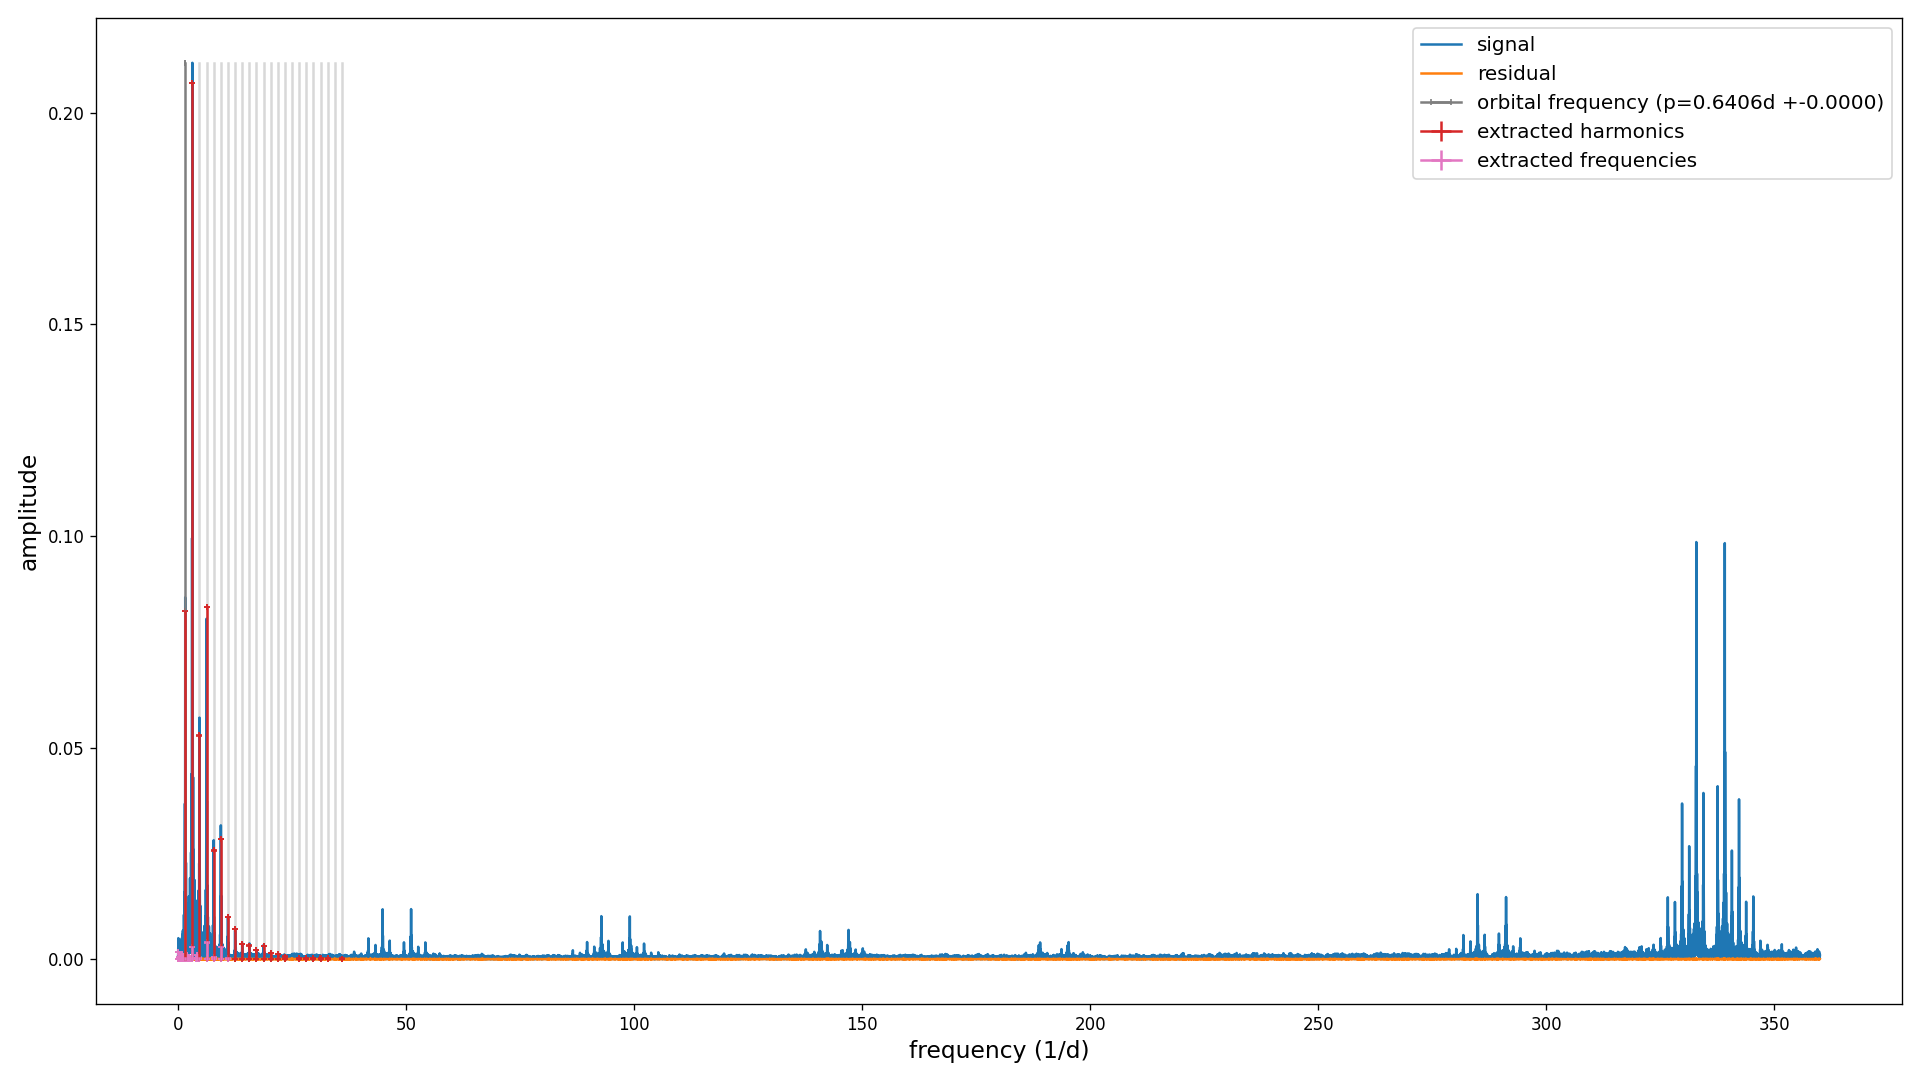 signal
residual
orbital frequency (p=0.6406d +-0.0000)
extracted harmonics
extracted frequencies
0.20
0.15
0.10
0.05
0.00
amplitude
0 50 100 150 200 250 300 350
frequency (1/d)